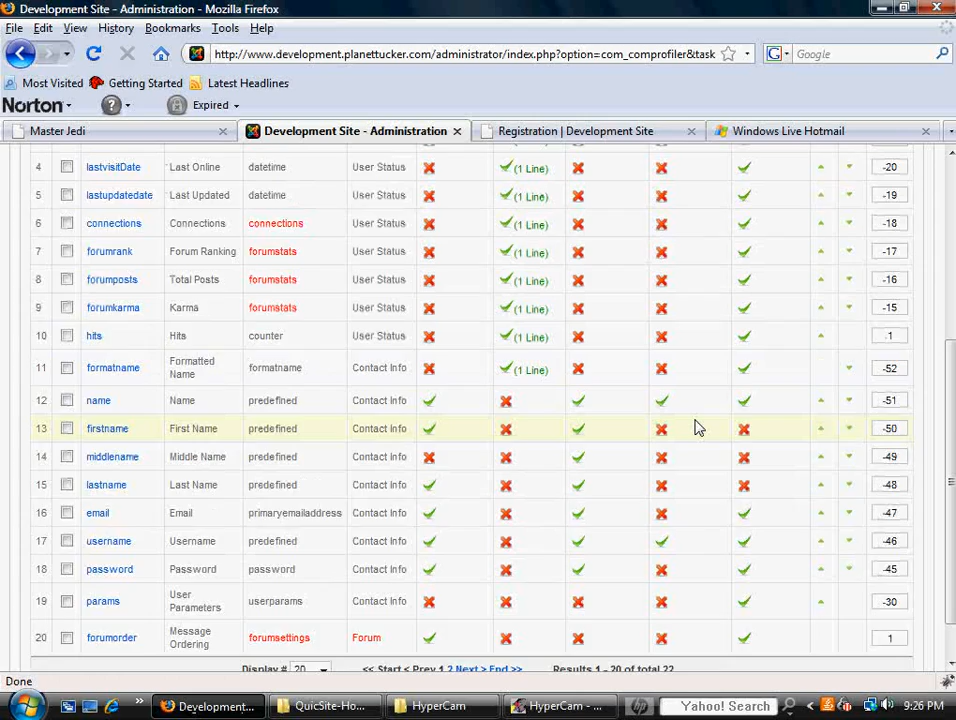 Development Site - Administration - Mozilla Firefox
File Edit View History Bookmarks Tools Help
http://www.development.planettucker.com/administrator/index.php?option=com_comprofiler&task
G Google
Most Visited Getting Started Latest Headlines
Norton ? Expired
Master Jedi Development Site - Administration Registration | Development Site Windows Live Hotmail
4 lastvisitDate Last Online datetime User Status (1 Line) -20
5 lastupdatedate Last Updated datetime User Status (1 Line) -19
6 connections Connections connections User Status (1 Line) -18
7 forumrank Forum Ranking forumstats User Status (1 Line) -17
8 forumposts Total Posts forumstats User Status (1 Line) -16
9 forumkarma Karma forumstats User Status (1 Line) -15
10 hits Hits counter User Status (1 Line) 1
11 formatname Formatted Name formatname Contact Info (1 Line) -52
12 name Name predefined Contact Info -51
13 firstname First Name predefined Contact Info -50
14 middlename Middle Name predefined Contact Info -49
15 lastname Last Name predefined Contact Info -48
16 email Email primaryemailaddress Contact Info -47
17 username Username predefined Contact Info -46
18 password Password password Contact Info -45
19 params User Parameters userparams Contact Info -30
20 forumorder Message Ordering forumsettings Forum 1
Display # 20 << Start < Prev 1 2 Next > End >> Results 1 - 20 of total 22
Done
Development... QuicSite-Ho... HyperCam HyperCam - ... hp Yahoo! Search 9:26 PM